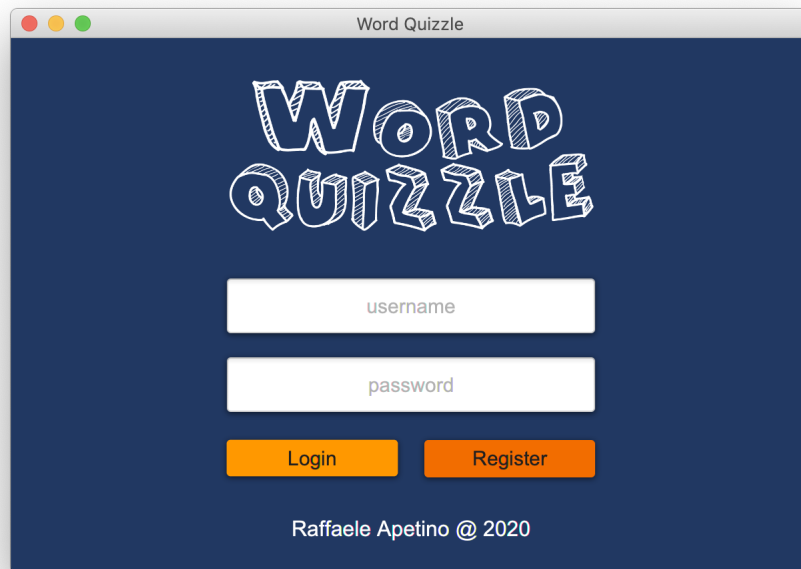 Word Quizzle
WORD
QUIZZLE
username
password
Login Register
Raffaele Apetino @ 2020